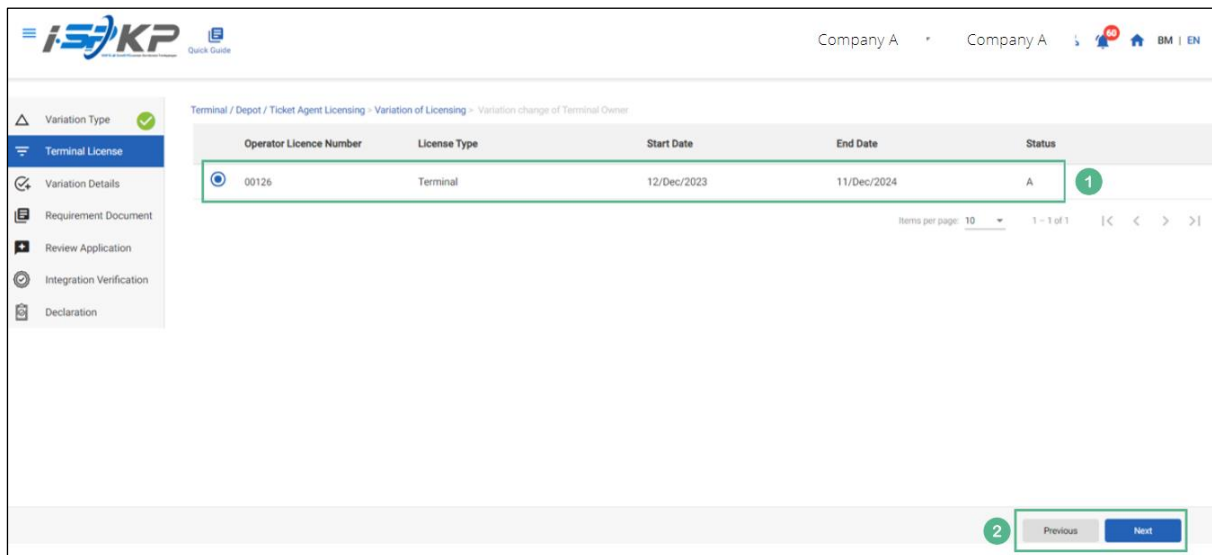 i-SPKP
Quick Guide
Company A
Company A
60
BM | EN
Terminal / Depot / Ticket Agent Licensing > Variation of Licensing > Variation change of Terminal Owner
Variation Type
Terminal License
Variation Details
Requirement Document
Review Application
Integration Verification
Declaration
Operator Licence Number License Type Start Date End Date Status
00126 Terminal 12/Dec/2023 11/Dec/2024 A
1
Items per page: 10 1 – 1 of 1
2
Previous Next